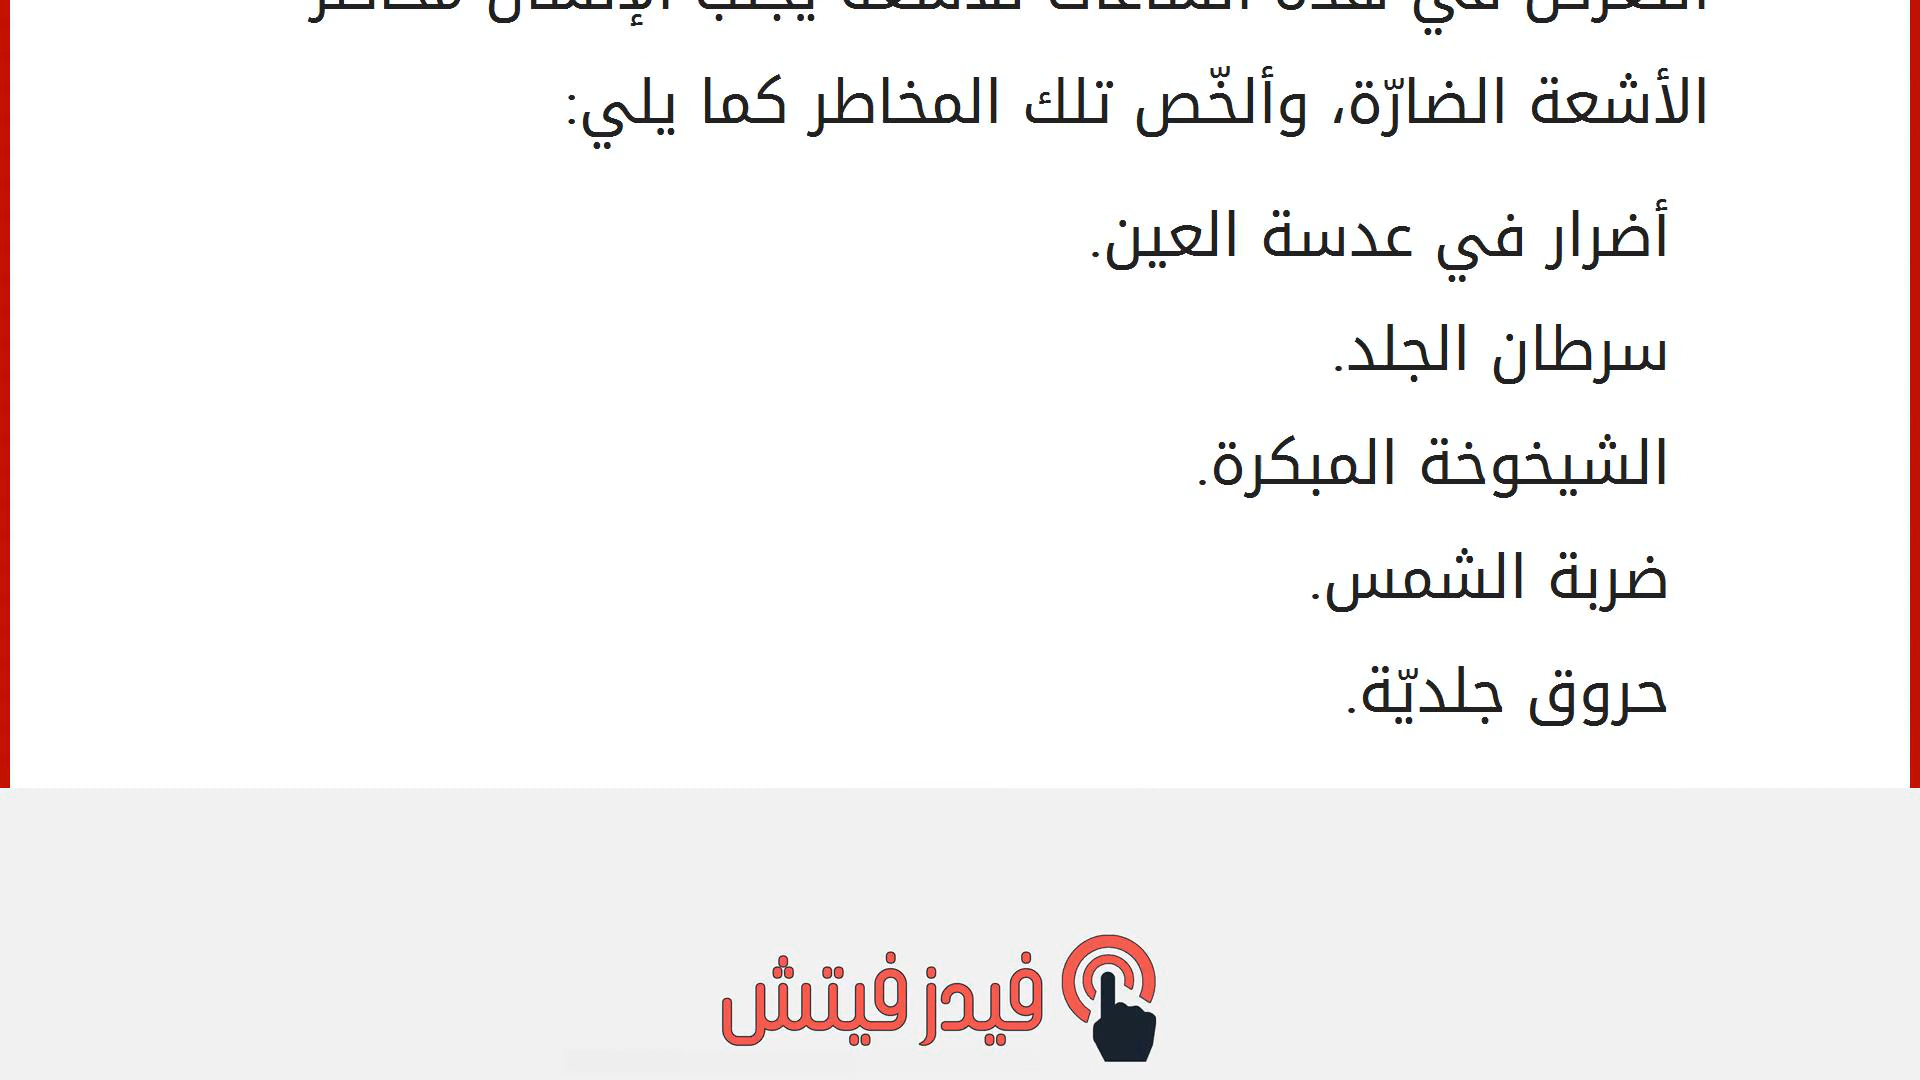 الأشعة الضارّة، وألخّص تلك المخاطر كما يلي:
أضرار في عدسة العين.
سرطان الجلد.
الشيخوخة المبكرة.
ضربة الشمس.
حروق جلديّة.
فيدز فيتش